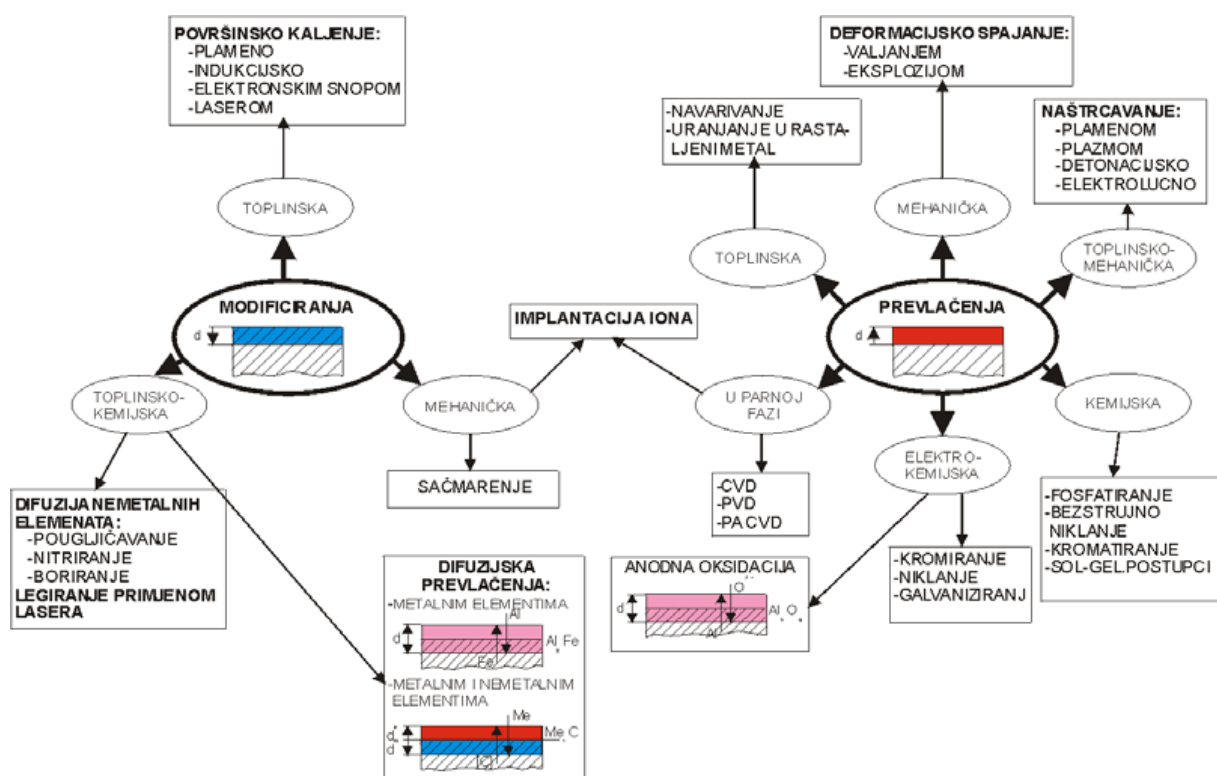 POVRŠINSKO KALJENJE:
-PLAMENO
-INDUKCIJSKO
-ELEKTRONSKIM SNOPOM
-LASEROM
TOPLINSKA
MODIFICIRANJA
d
TOPLINSKO-
KEMIJSKA
MEHANIČKA
DIFUZIJA NEMETALNIH
ELEMENATA:
-POUGLJIČAVANJE
-NITRIRANJE
-BORIRANJE
LEGIRANJE PRIMJENOM
LASERA
SAČMARENJE
IMPLANTACIJA IONA
DIFUZIJSKA
PREVLAČENJA:
-METALNIM ELEMENTIMA
Al
d
Al Fe
Fe
-METALNIM I NEMETALNIM
ELEMENTIMA
Me
d
Me C
d
C
DEFORMACIJSKO SPAJANJE:
-VALJANJEM
-EKSPLOZIJOM
-NAVARIVANJE
-URANJANJE U RASTA-
LJENI METAL
NAŠTRCAVANJE:
-PLAMENOM
-PLAZMOM
-DETONACIJSKO
-ELEKTROLUCNO
TOPLINSKA
MEHANIČKA
TOPLINSKO-
MEHANIČKA
PREVLAČENJA
d
U PARNOJ
FAZI
ELEKTRO-
KEMIJSKA
KEMIJSKA
-CVD
-PVD
-PACVD
ANODNA OKSIDACIJA
O
d
Al O
Al
-KROMIRANJE
-NIKLANJE
-GALVANIZIRANJ
-FOSFATIRANJE
-BEZSTRUJNO
NIKLANJE
-KROMATIRANJE
-SOL-GEL.POSTUPCI